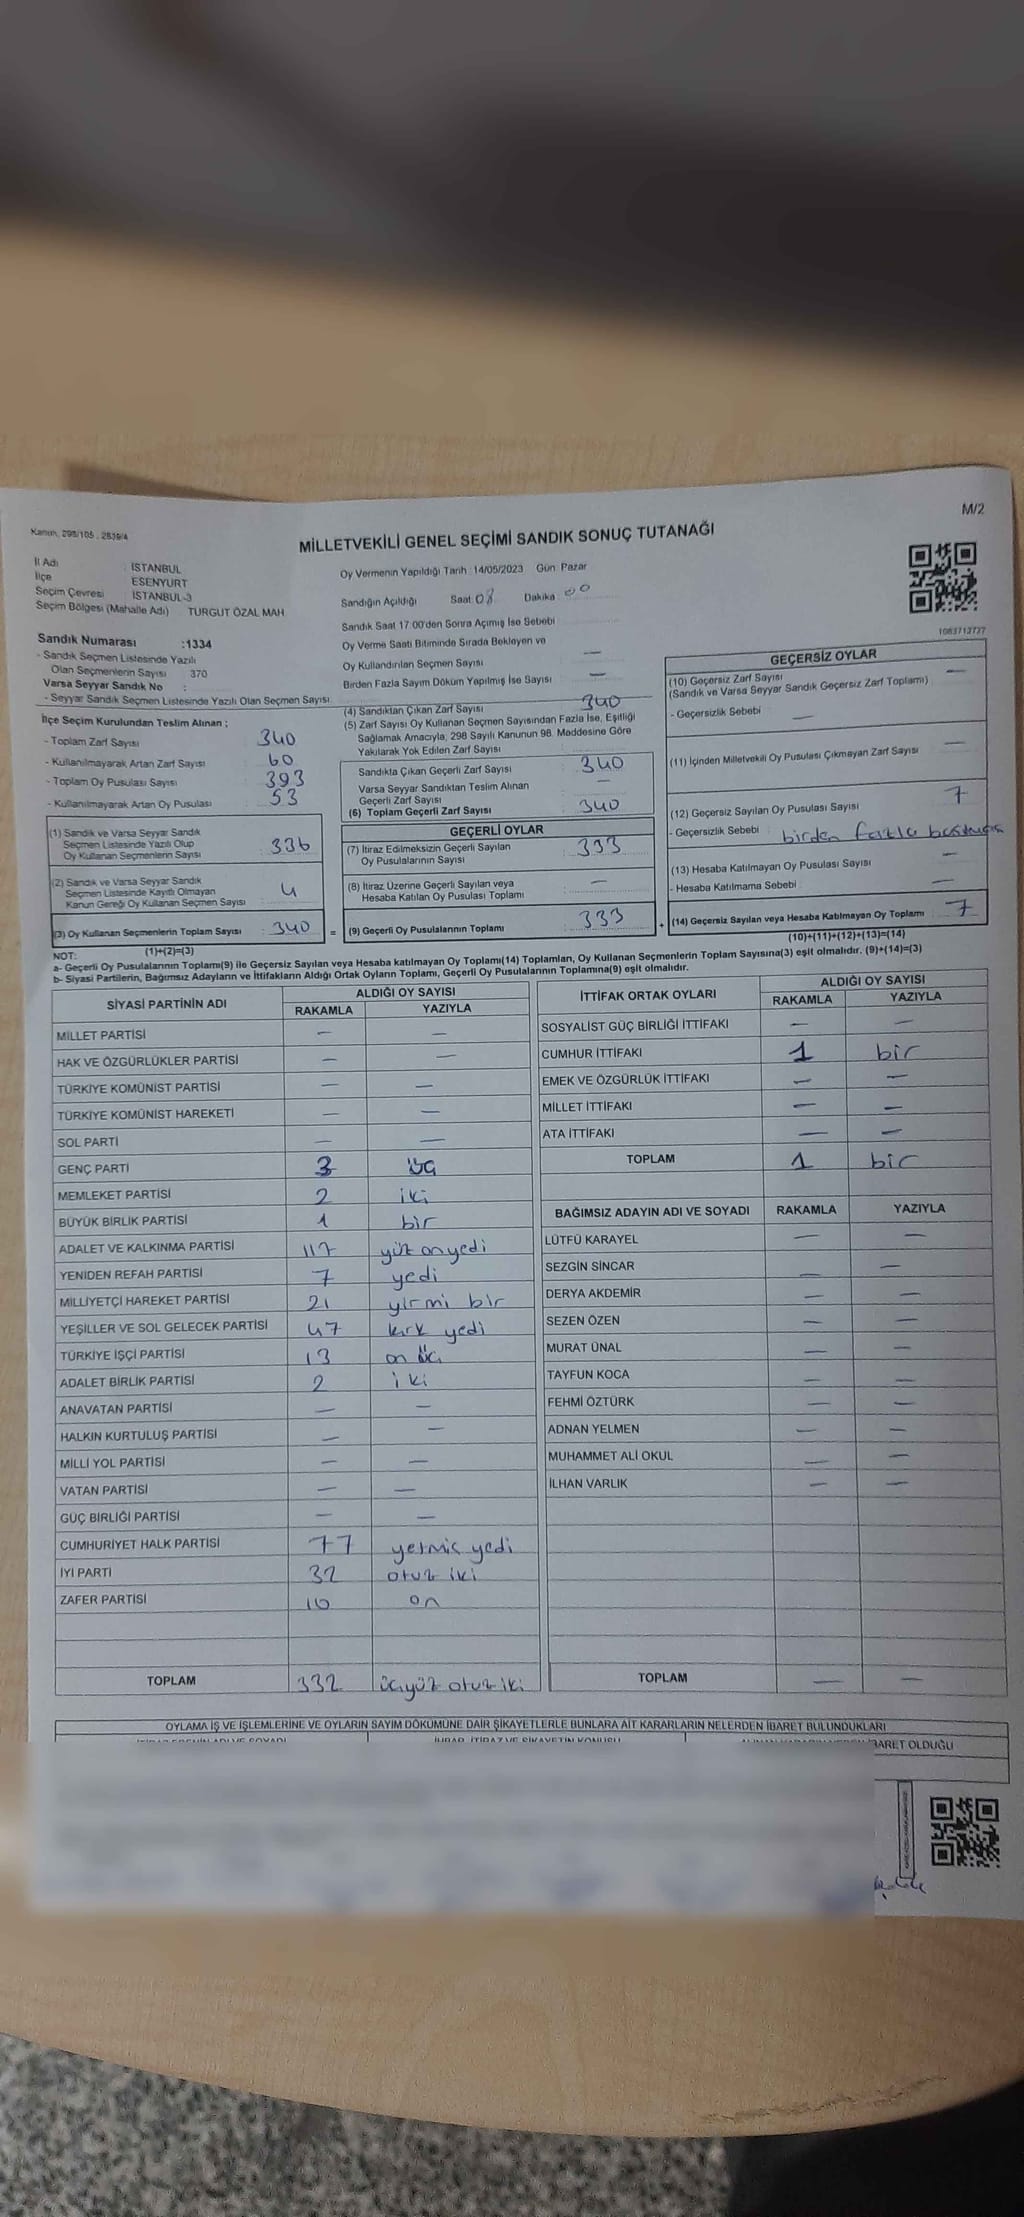 Kanun, 298/105 , 2839/4
M/2
MİLLETVEKİLİ GENEL SEÇİMİ SANDIK SONUÇ TUTANAĞI
İl Adı : İSTANBUL
İlçe ESENYURT
Seçim Çevresi : İSTANBUL-3
Seçim Bölgesi (Mahalle Adı) TURGUT ÖZAL MAH
Sandık Numarası :1334
- Sandık Seçmen Listesinde Yazılı
Olan Seçmenlerin Sayısı : 370
Varsa Seyyar Sandık No :
- Seyyar Sandık Seçmen Listesinde Yazılı Olan Seçmen Sayısı
Oy Vermenin Yapıldığı Tarih :14/05/2023 Gün: Pazar
Sandığın Açıldığı Saat 08 Dakika 00
Sandık Saat 17:00'den Sonra Açılmış İse Sebebi
Oy Verme Saati Bitiminde Sırada Bekleyen ve
Oy Kullandırılan Seçmen Sayısı —
Birden Fazla Sayım Döküm Yapılmış İse Sayısı —
1083713737
İlçe Seçim Kurulundan Teslim Alınan ;
- Toplam Zarf Sayısı 340
- Kullanılmayarak Artan Zarf Sayısı 60
- Toplam Oy Pusulası Sayısı 393
- Kullanılmayarak Artan Oy Pusulası 53
(1) Sandık ve Varsa Seyyar Sandık
Seçmen Listesinde Yazılı Olup
Oy Kullanan Seçmenlerin Sayısı 336
(2) Sandık ve Varsa Seyyar Sandık
Seçmen Listesinde Kayıtlı Olmayan
Kanun Gereği Oy Kullanan Seçmen Sayısı 4
(3) Oy Kullanan Seçmenlerin Toplam Sayısı : 340 =
(1)+(2)=(3)
(4) Sandıktan Çıkan Zarf Sayısı 340
(5) Zarf Sayısı Oy Kullanan Seçmen Sayısından Fazla İse, Eşitliği
Sağlamak Amacıyla, 298 Sayılı Kanunun 98. Maddesine Göre
Yakılarak Yok Edilen Zarf Sayısı
Sandıkta Çıkan Geçerli Zarf Sayısı 340
Varsa Seyyar Sandıktan Teslim Alınan
Geçerli Zarf Sayısı —
(6) Toplam Geçerli Zarf Sayısı 340
GEÇERLİ OYLAR
(7) İtiraz Edilmeksizin Geçerli Sayılan
Oy Pusulalarının Sayısı 333
(8) İtiraz Üzerine Geçerli Sayılan veya
Hesaba Katılan Oy Pusulası Toplamı —
(9) Geçerli Oy Pusulalarının Toplamı 333 +
GEÇERSİZ OYLAR
(10) Geçersiz Zarf Sayısı —
(Sandık ve Varsa Seyyar Sandık Geçersiz Zarf Toplamı)
- Geçersizlik Sebebi —
(11) İçinden Milletvekili Oy Pusulası Çıkmayan Zarf Sayısı —
(12) Geçersiz Sayılan Oy Pusulası Sayısı 7
- Geçersizlik Sebebi : birden fazla
(13) Hesaba Katılmayan Oy Pusulası Sayısı —
- Hesaba Katılmama Sebebi —
(14) Geçersiz Sayılan veya Hesaba Katılmayan Oy Toplamı 7
(10)+(11)+(12)+(13)=(14)
NOT:
a- Geçerli Oy Pusulalarının Toplamı(9) ile Geçersiz Sayılan veya Hesaba katılmayan Oy Toplamı(14) Toplamları, Oy Kullanan Seçmenlerin Toplam Sayısına(3) eşit olmalıdır. (9)+(14)=(3)
b- Siyasi Partilerin, Bağımsız Adayların ve İttifakların Aldığı Ortak Oyların Toplamı, Geçerli Oy Pusulalarının Toplamına(9) eşit olmalıdır.
SİYASİ PARTİNİN ADI ALDIĞI OY SAYISI
RAKAMLA YAZIYLA
MİLLET PARTİSİ — —
HAK VE ÖZGÜRLÜKLER PARTİSİ — —
TÜRKİYE KOMÜNİST PARTİSİ — —
TÜRKİYE KOMÜNİST HAREKETİ — —
SOL PARTİ — —
GENÇ PARTİ 3 üç
MEMLEKET PARTİSİ 2 iki
BÜYÜK BİRLİK PARTİSİ 1 bir
ADALET VE KALKINMA PARTİSİ 117 yüz onyedi
YENİDEN REFAH PARTİSİ 7 yedi
MİLLİYETÇİ HAREKET PARTİSİ 21 yirmi bir
YEŞİLLER VE SOL GELECEK PARTİSİ 47 kırk yedi
TÜRKİYE İŞÇİ PARTİSİ 13 on üç
ADALET BİRLİK PARTİSİ 2 iki
ANAVATAN PARTİSİ — —
HALKIN KURTULUŞ PARTİSİ — —
MİLLİ YOL PARTİSİ — —
VATAN PARTİSİ — —
GÜÇ BİRLİĞİ PARTİSİ — —
CUMHURİYET HALK PARTİSİ 77 yetmiş yedi
İYİ PARTİ 32 otuz iki
ZAFER PARTİSİ 10 on
TOPLAM 332 üçyüz otuz iki
İTTİFAK ORTAK OYLARI ALDIĞI OY SAYISI
RAKAMLA YAZIYLA
SOSYALİST GÜÇ BİRLİĞİ İTTİFAKI — —
CUMHUR İTTİFAKI 1 bir
EMEK VE ÖZGÜRLÜK İTTİFAKI — —
MİLLET İTTİFAKI — —
ATA İTTİFAKI — —
TOPLAM 1 bir
BAĞIMSIZ ADAYIN ADI VE SOYADI RAKAMLA YAZIYLA
LÜTFÜ KARAYEL — —
SEZGİN SİNCAR — —
DERYA AKDEMİR — —
SEZEN ÖZEN — —
MURAT ÜNAL — —
TAYFUN KOCA — —
FEHMİ ÖZTÜRK — —
ADNAN YELMEN — —
MUHAMMET ALİ OKUL — —
İLHAN VARLIK — —
TOPLAM — —
OYLAMA İŞ VE İŞLEMLERİNE VE OYLARIN SAYIM DÖKÜMÜNE DAİR ŞİKAYETLERLE BUNLARA AİT KARARLARIN NELERDEN İBARET BULUNDUKLARI
İHBAR, İTİRAZ VE ŞİKAYETİN KONUSU
İBARET OLDUĞU